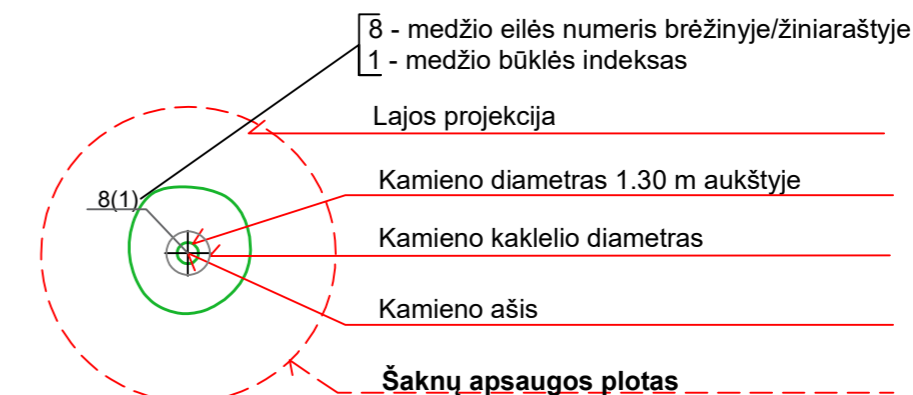 8 - medžio eilės numeris brėžinyje/žiniaraštyje
1 - medžio būklės indeksas
Lajos projekcija
Kamieno diametras 1.30 m aukštyje
8(1)
Kamieno kaklelio diametras
Kamieno ašis
Šaknų apsaugos plotas